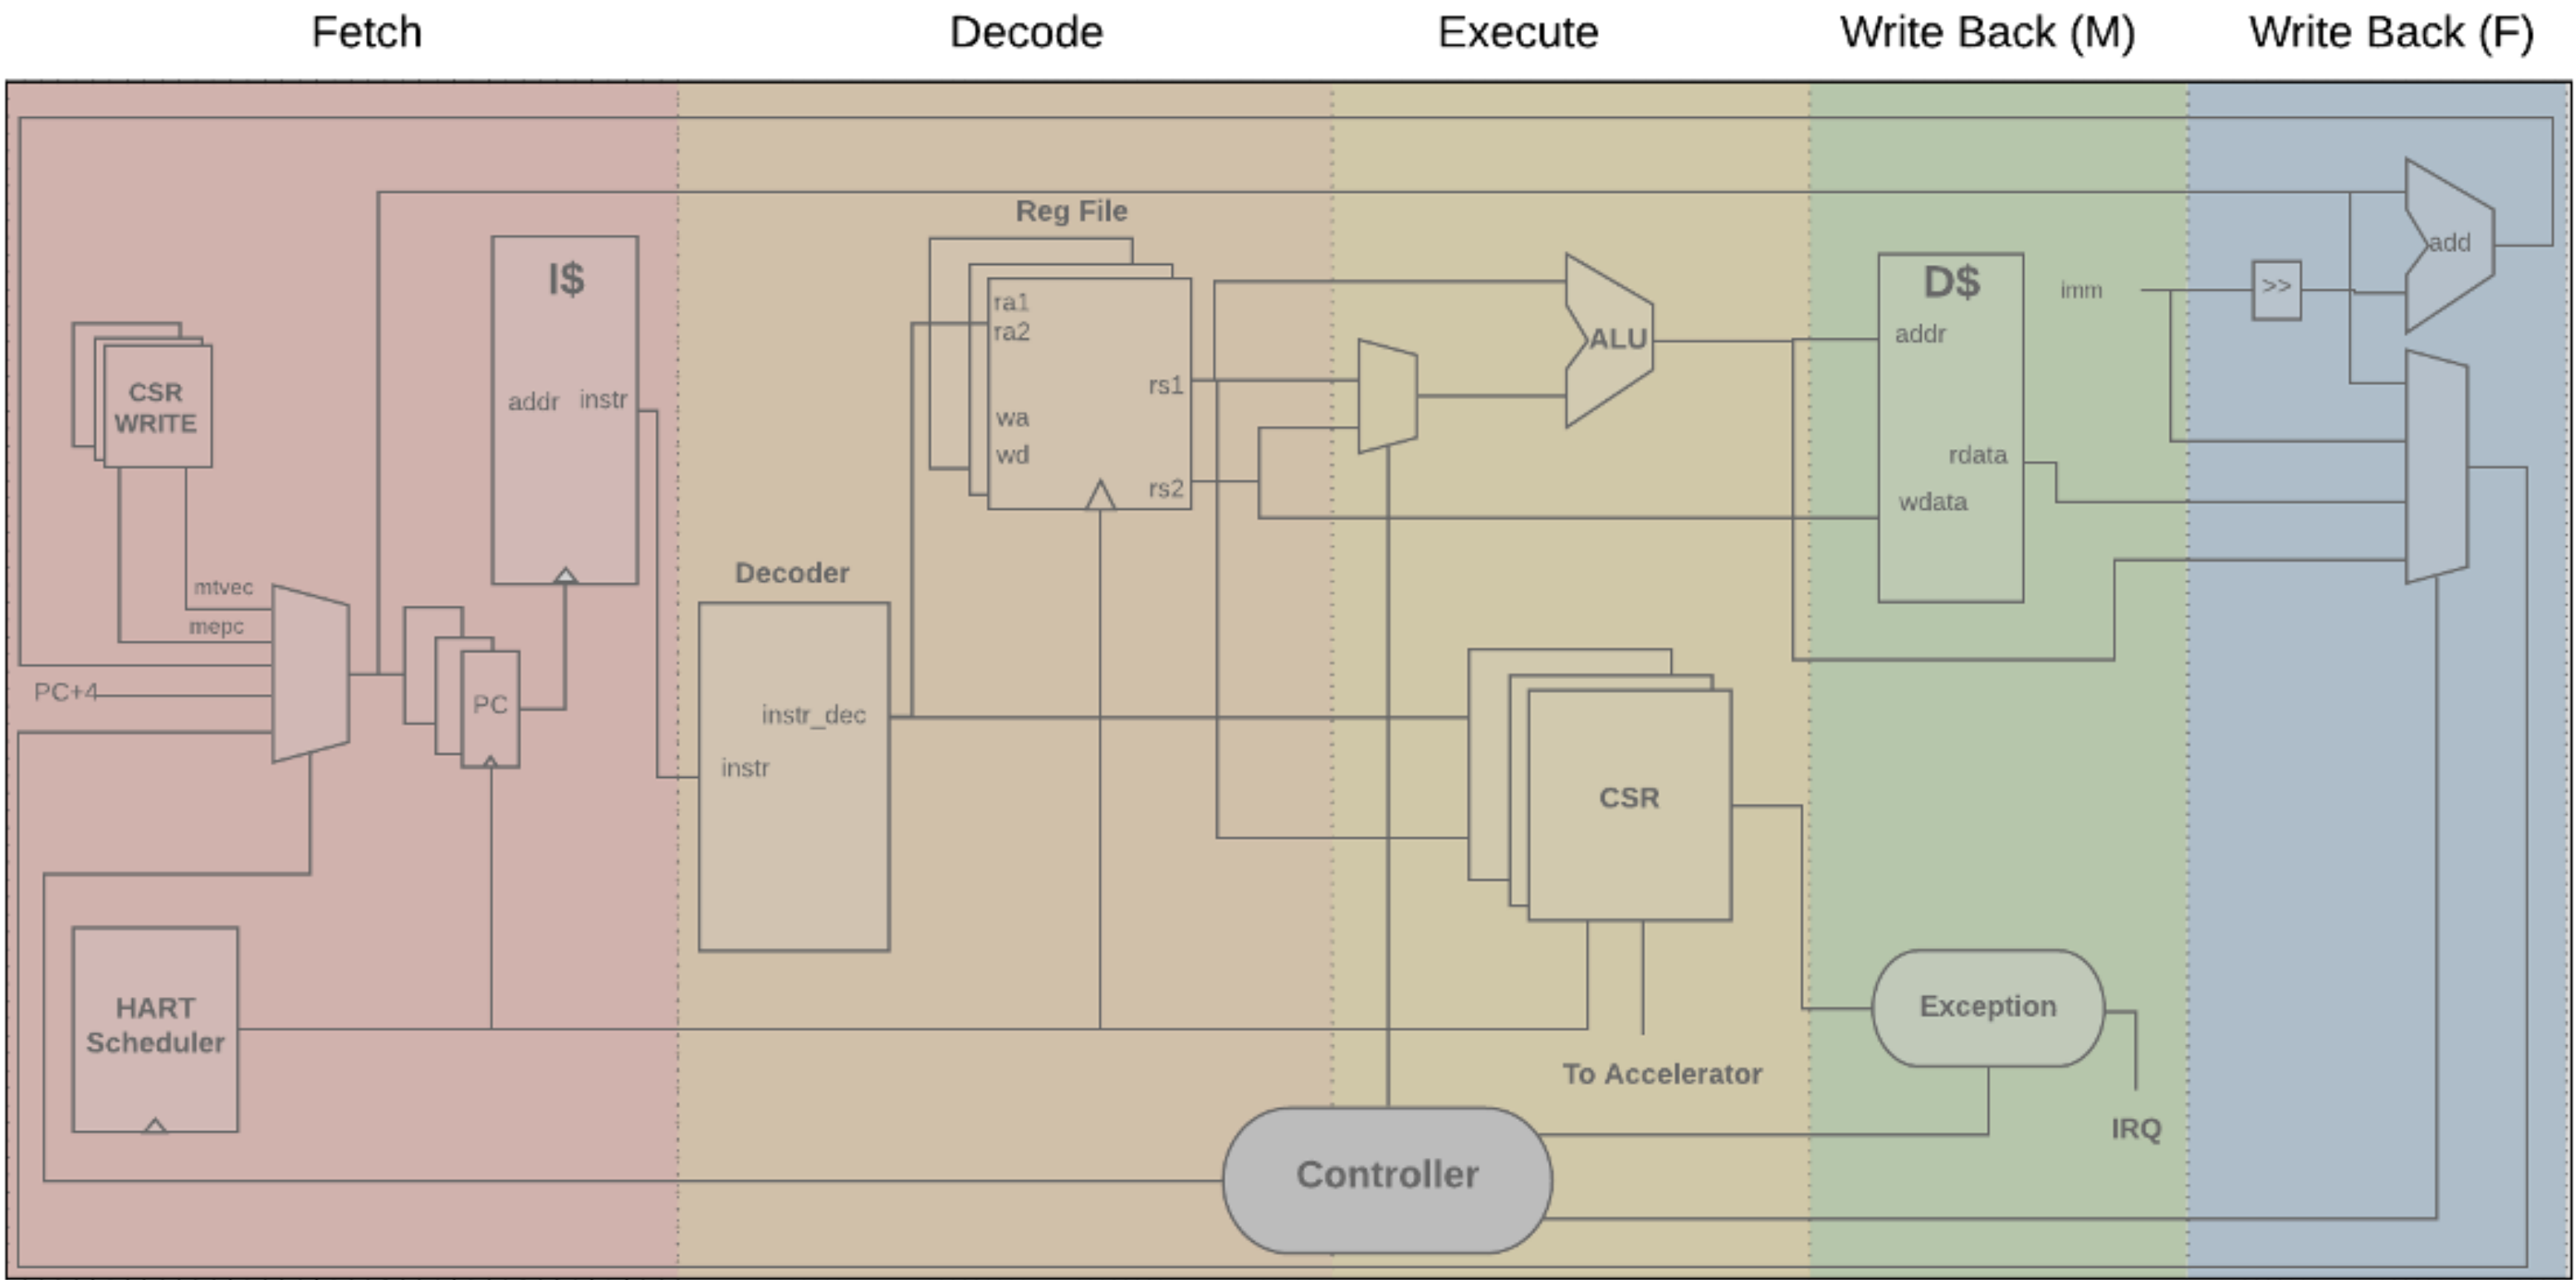 Fetch
Decode
Execute
Write Back (M)
Write Back (F)
CSR
WRITE
mtvec
mepc
PC+4
PC
I$
addr instr
HART
Scheduler
Decoder
instr_dec
instr
Reg File
ra1
ra2
rs1
wa
wd
rs2
ALU
CSR
To Accelerator
Controller
D$
addr
rdata
wdata
imm
Exception
IRQ
>>
add